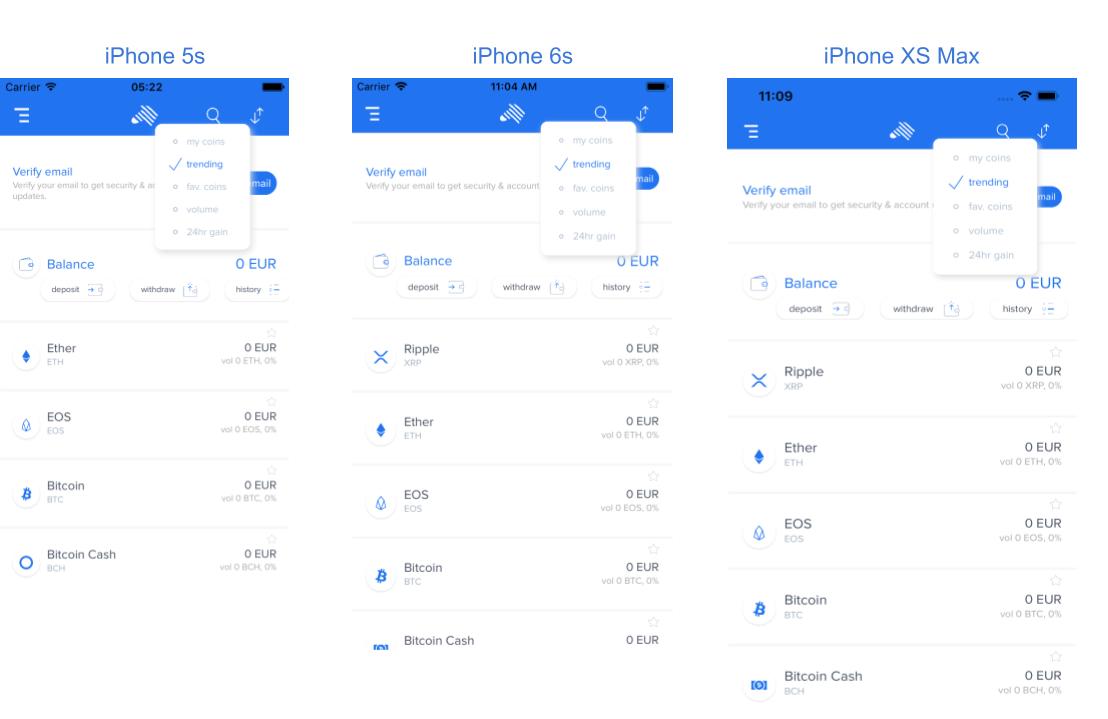 iPhone 5s
Carrier 05:22
my coins
trending
fav. coins
volume
24hr gain
Verify email
Verify your email to get security & ac
updates.
mail
Balance 0 EUR
deposit withdraw history
Ether 0 EUR
ETH vol 0 ETH, 0%
EOS 0 EUR
EOS vol 0 EOS, 0%
Bitcoin 0 EUR
BTC vol 0 BTC, 0%
Bitcoin Cash 0 EUR
BCH vol 0 BCH, 0%
iPhone 6s
Carrier 11:04 AM
my coins
trending
fav. coins
volume
24hr gain
Verify email
Verify your email to get security & account
mail
Balance 0 EUR
deposit withdraw history
Ripple 0 EUR
XRP vol 0 XRP, 0%
Ether 0 EUR
ETH vol 0 ETH, 0%
EOS 0 EUR
EOS vol 0 EOS, 0%
Bitcoin 0 EUR
BTC vol 0 BTC, 0%
Bitcoin Cash 0 EUR
iPhone XS Max
11:09
my coins
trending
fav. coins
volume
24hr gain
Verify email
Verify your email to get security & account
mail
Balance 0 EUR
deposit withdraw history
Ripple 0 EUR
XRP vol 0 XRP, 0%
Ether 0 EUR
ETH vol 0 ETH, 0%
EOS 0 EUR
EOS vol 0 EOS, 0%
Bitcoin 0 EUR
BTC vol 0 BTC, 0%
Bitcoin Cash 0 EUR
BCH vol 0 BCH, 0%